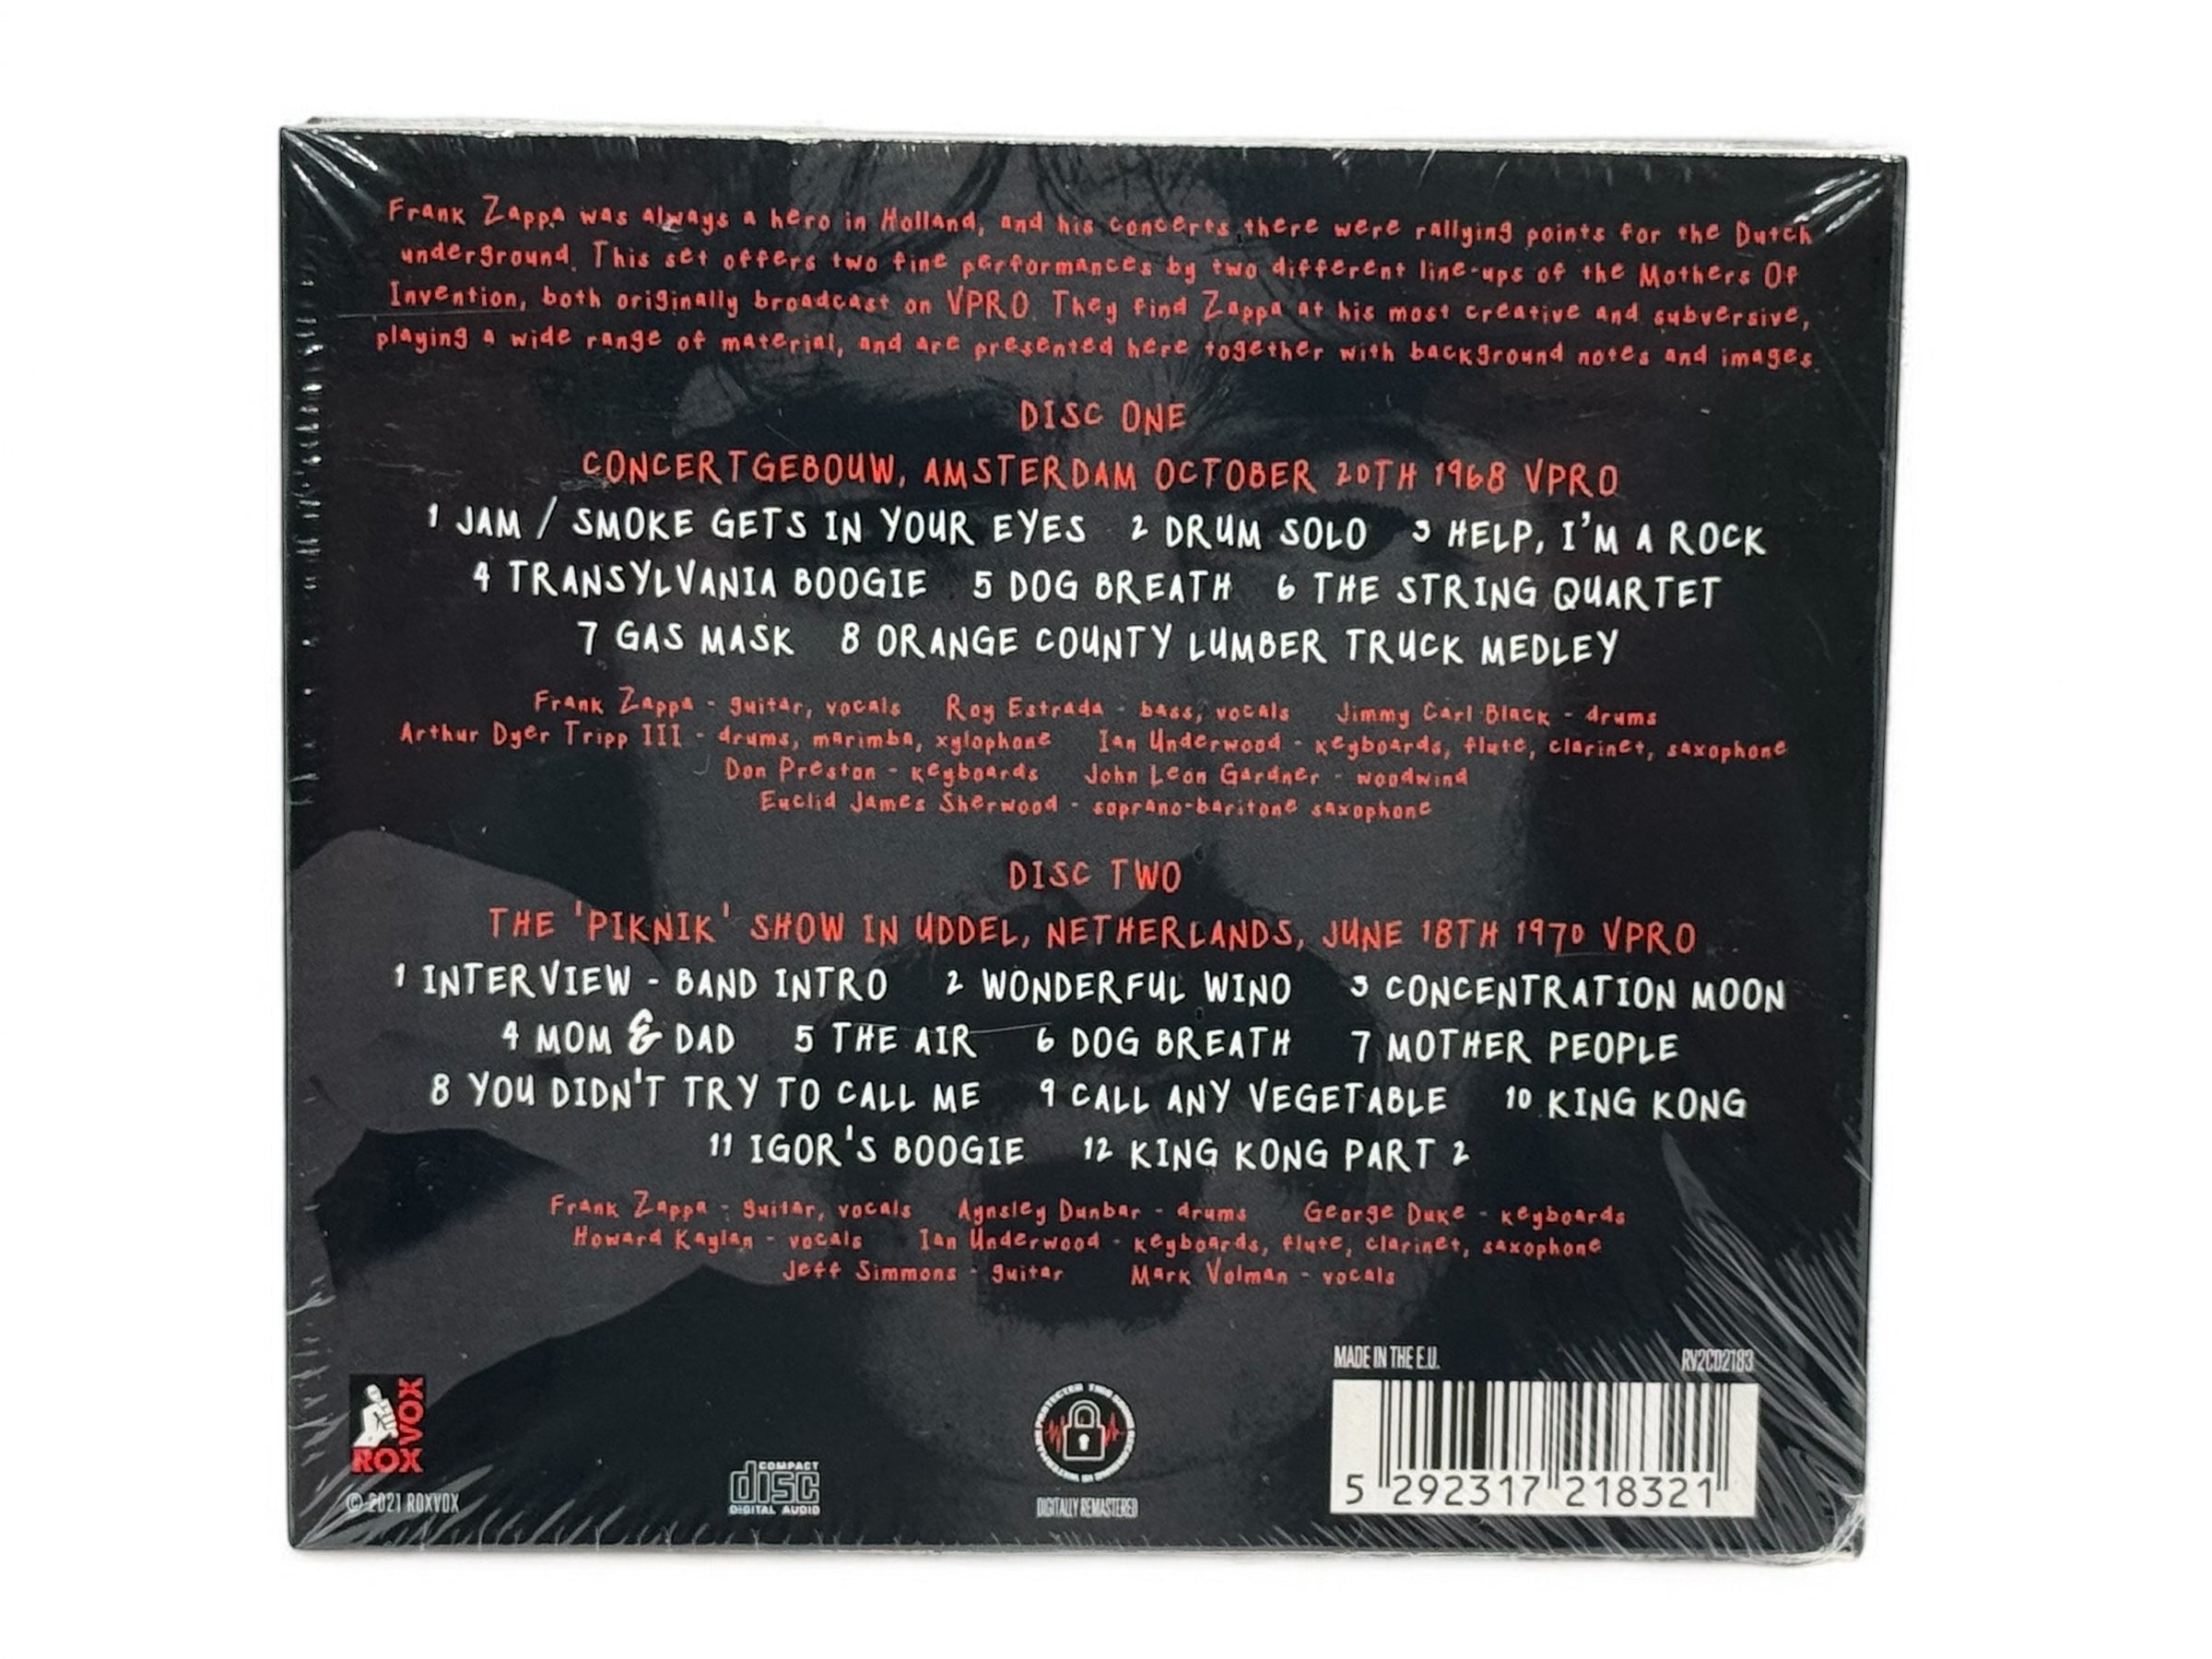 Frank Zappa was always a hero in Holland, and his concerts there were rallying points for the Dutch
underground. This set offers two fine performances by two different line-ups of the Mothers Of
Invention, both originally broadcast on VPRO. They find Zappa at his most creative and subversive,
playing a wide range of material, and are presented here together with background notes and images.
DISC ONE
CONCERTGEBOUW, AMSTERDAM OCTOBER 20TH 1968 VPRO
1 JAM / SMOKE GETS IN YOUR EYES 2 DRUM SOLO 3 HELP, I'M A ROCK
4 TRANSYLVANIA BOOGIE 5 DOG BREATH 6 THE STRING QUARTET
7 GAS MASK 8 ORANGE COUNTY LUMBER TRUCK MEDLEY
Frank Zappa - guitar, vocals Roy Estrada - bass, vocals Jimmy Carl Black - drums
Arthur Dyer Tripp III - drums, marimba, xylophone Ian Underwood - keyboards, flute, clarinet, saxophone
Don Preston - keyboards John Leon Gardner - woodwind
Euclid James Sherwood - soprano-baritone saxophone
DISC TWO
THE 'PIKNIK' SHOW IN UDDEL, NETHERLANDS, JUNE 18TH 1970 VPRO
1 INTERVIEW - BAND INTRO 2 WONDERFUL WINO 3 CONCENTRATION MOON
4 MOM & DAD 5 THE AIR 6 DOG BREATH 7 MOTHER PEOPLE
8 YOU DIDN'T TRY TO CALL ME 9 CALL ANY VEGETABLE 10 KING KONG
11 IGOR'S BOOGIE 12 KING KONG PART 2
Frank Zappa - guitar, vocals Aynsley Dunbar - drums George Duke - keyboards
Howard Kaylan - vocals Ian Underwood - keyboards, flute, clarinet, saxophone
Jeff Simmons - guitar Mark Volman - vocals
MADE IN THE E.U. RV2CD2183
ROXVOX
© 2021 ROXVOX
COMPACT
disc
DIGITAL AUDIO
DIGITALLY REMASTERED
5 292317 218321